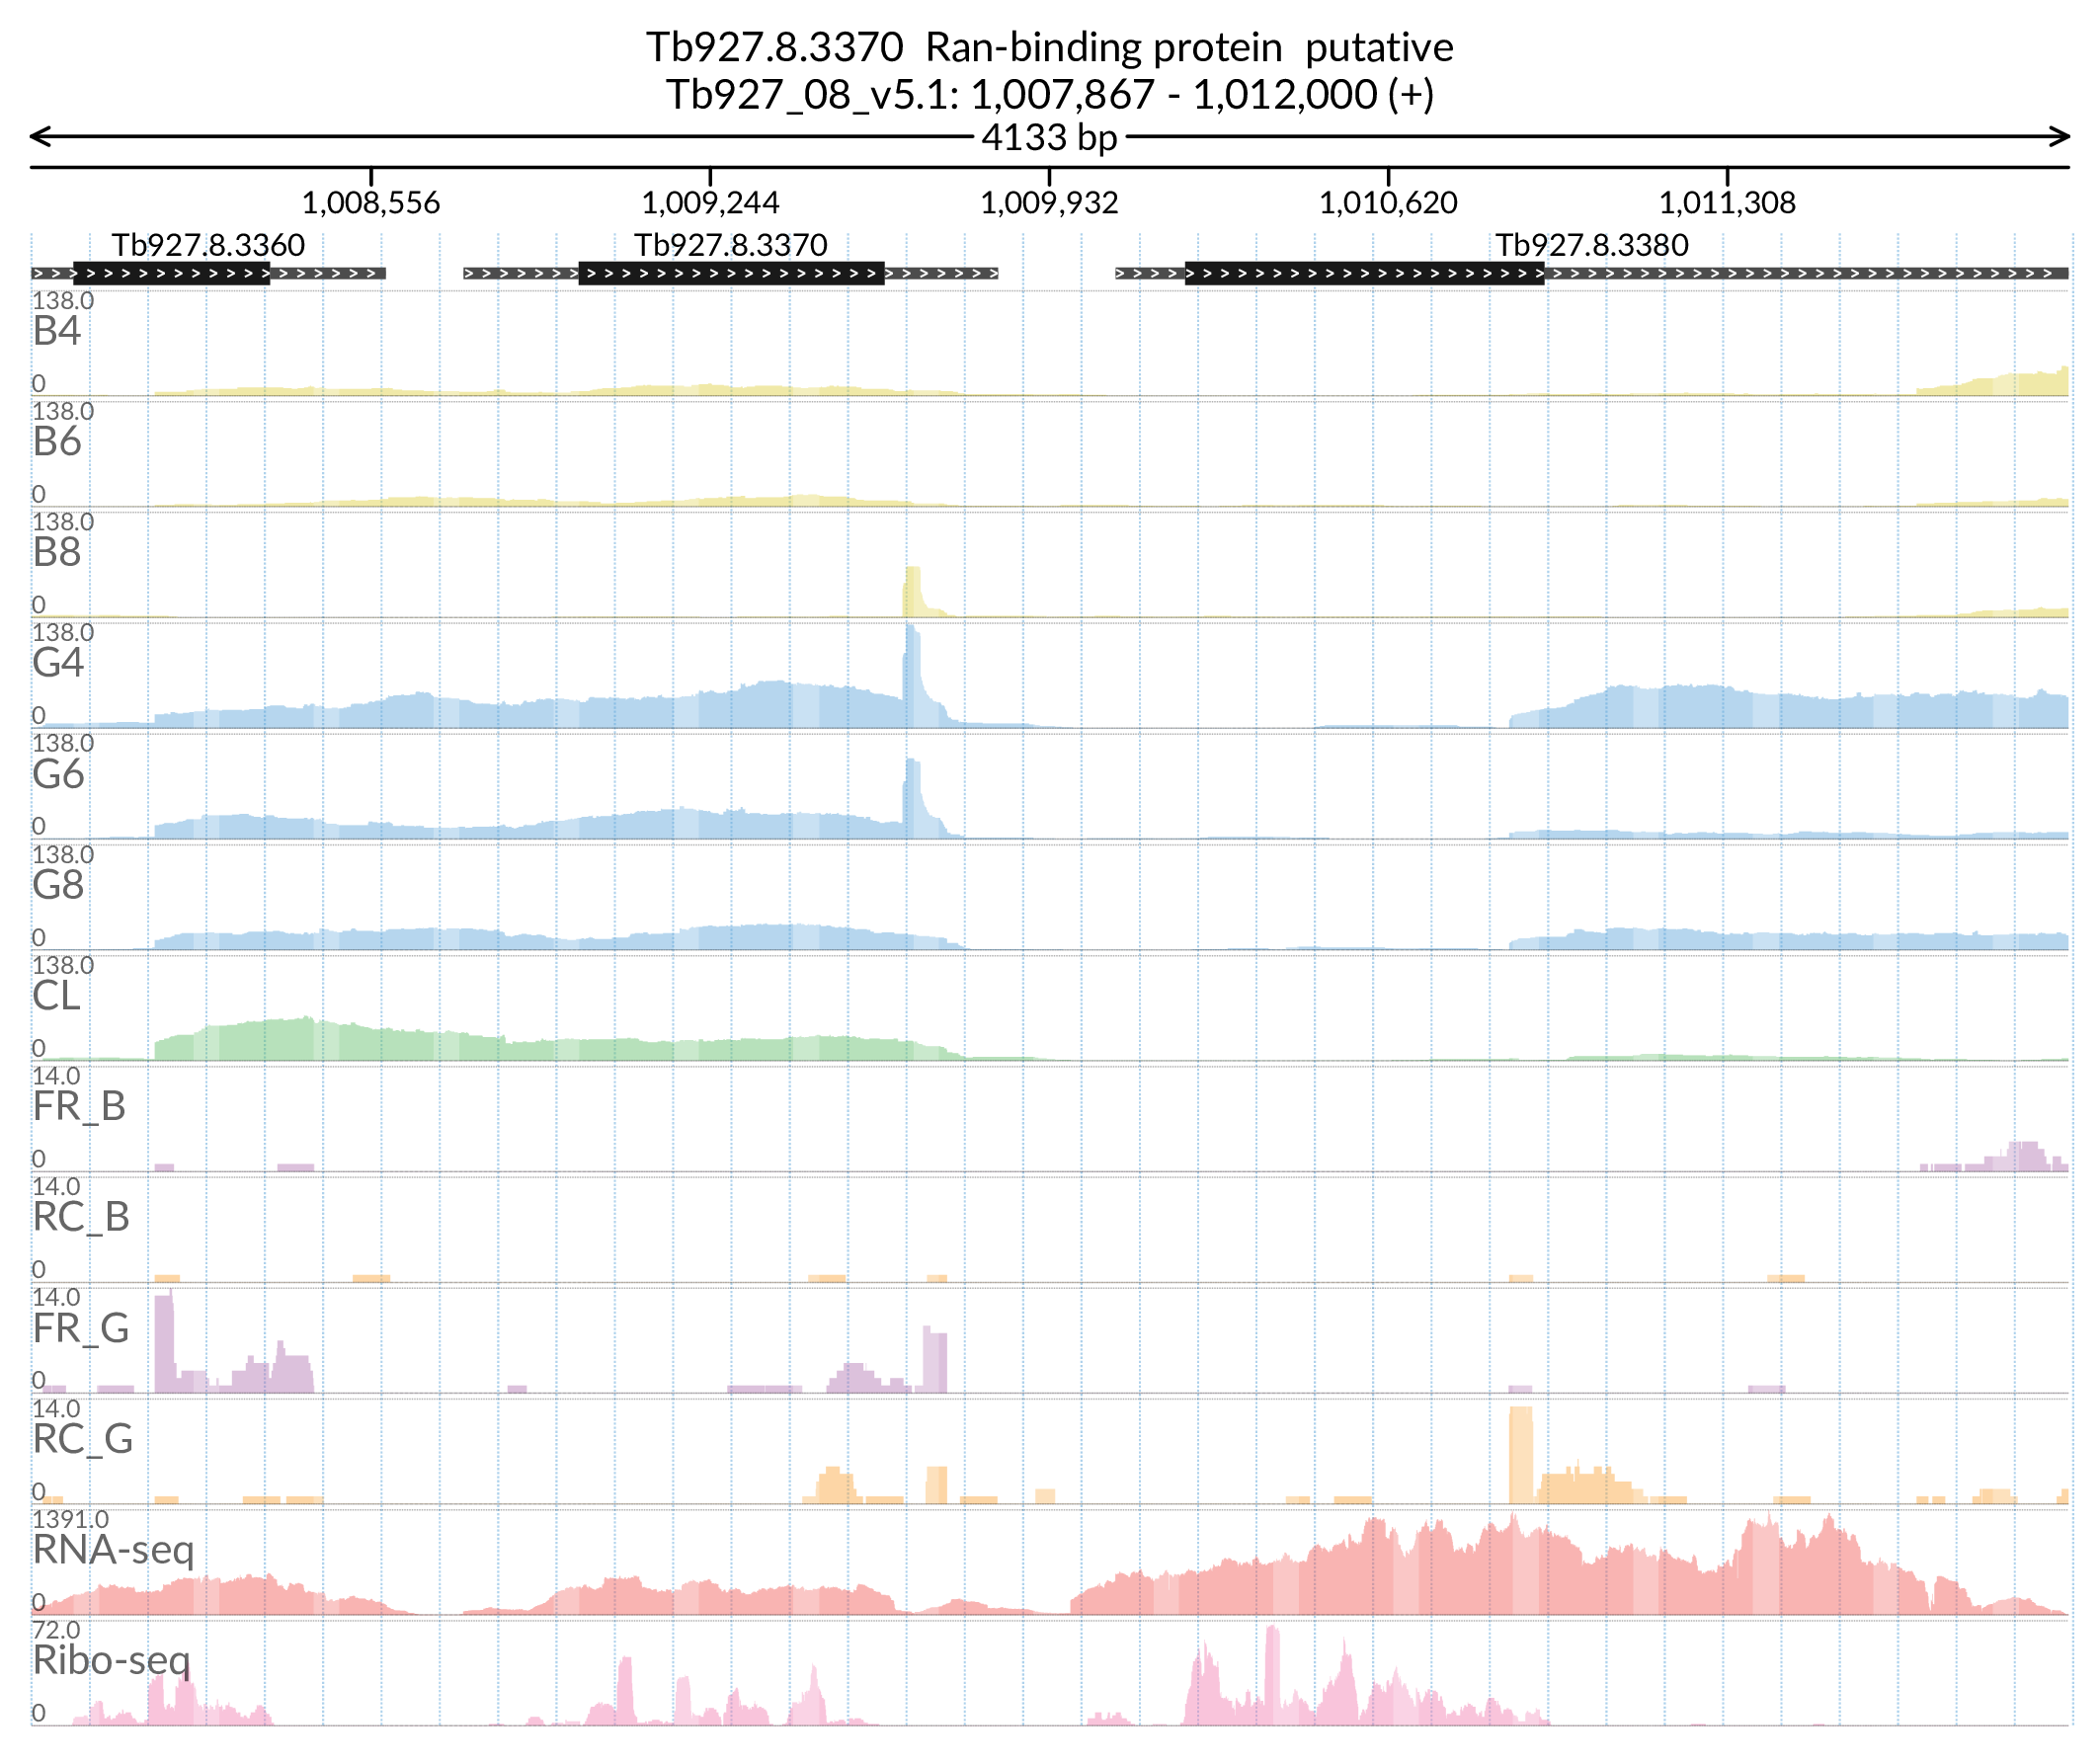 Tb927.8.3370 Ran-binding protein putative
Tb927_08_v5.1: 1,007,867 - 1,012,000 (+)
4133 bp
1,008,556 1,009,244 1,009,932 1,010,620 1,011,308
Tb927.8.3360 Tb927.8.3370 Tb927.8.3380
138.0
B4
0
138.0
B6
0
138.0
B8
0
138.0
G4
0
138.0
G6
0
138.0
G8
0
138.0
CL
0
14.0
FR_B
0
14.0
RC_B
0
14.0
FR_G
0
14.0
RC_G
0
1391.0
RNA-seq
0
72.0
Ribo-seq
0